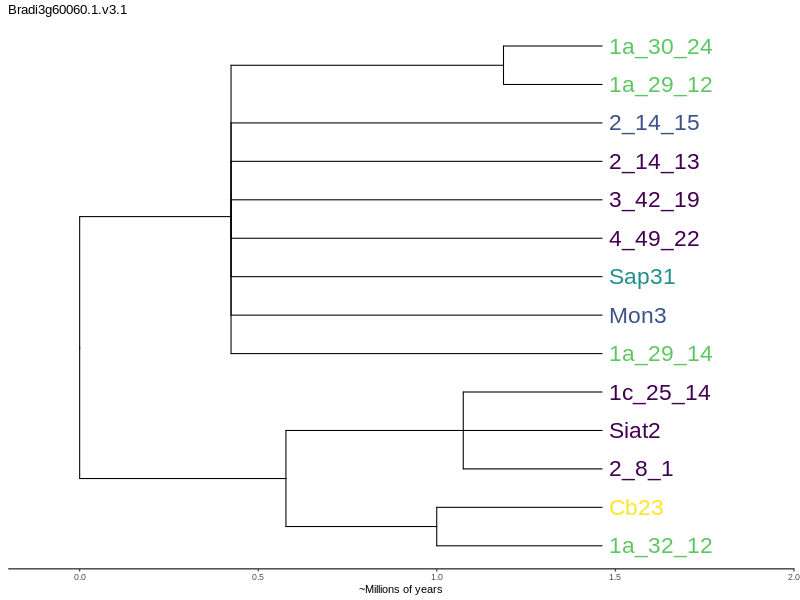 Bradi3g60060.1.v3.1
1a_30_24
1a_29_12
2_14_15
2_14_13
3_42_19
4_49_22
Sap31
Mon3
1a_29_14
1c_25_14
Siat2
2_8_1
Cb23
1a_32_12
0.0 0.5 1.0 1.5 2.0
~Millions of years